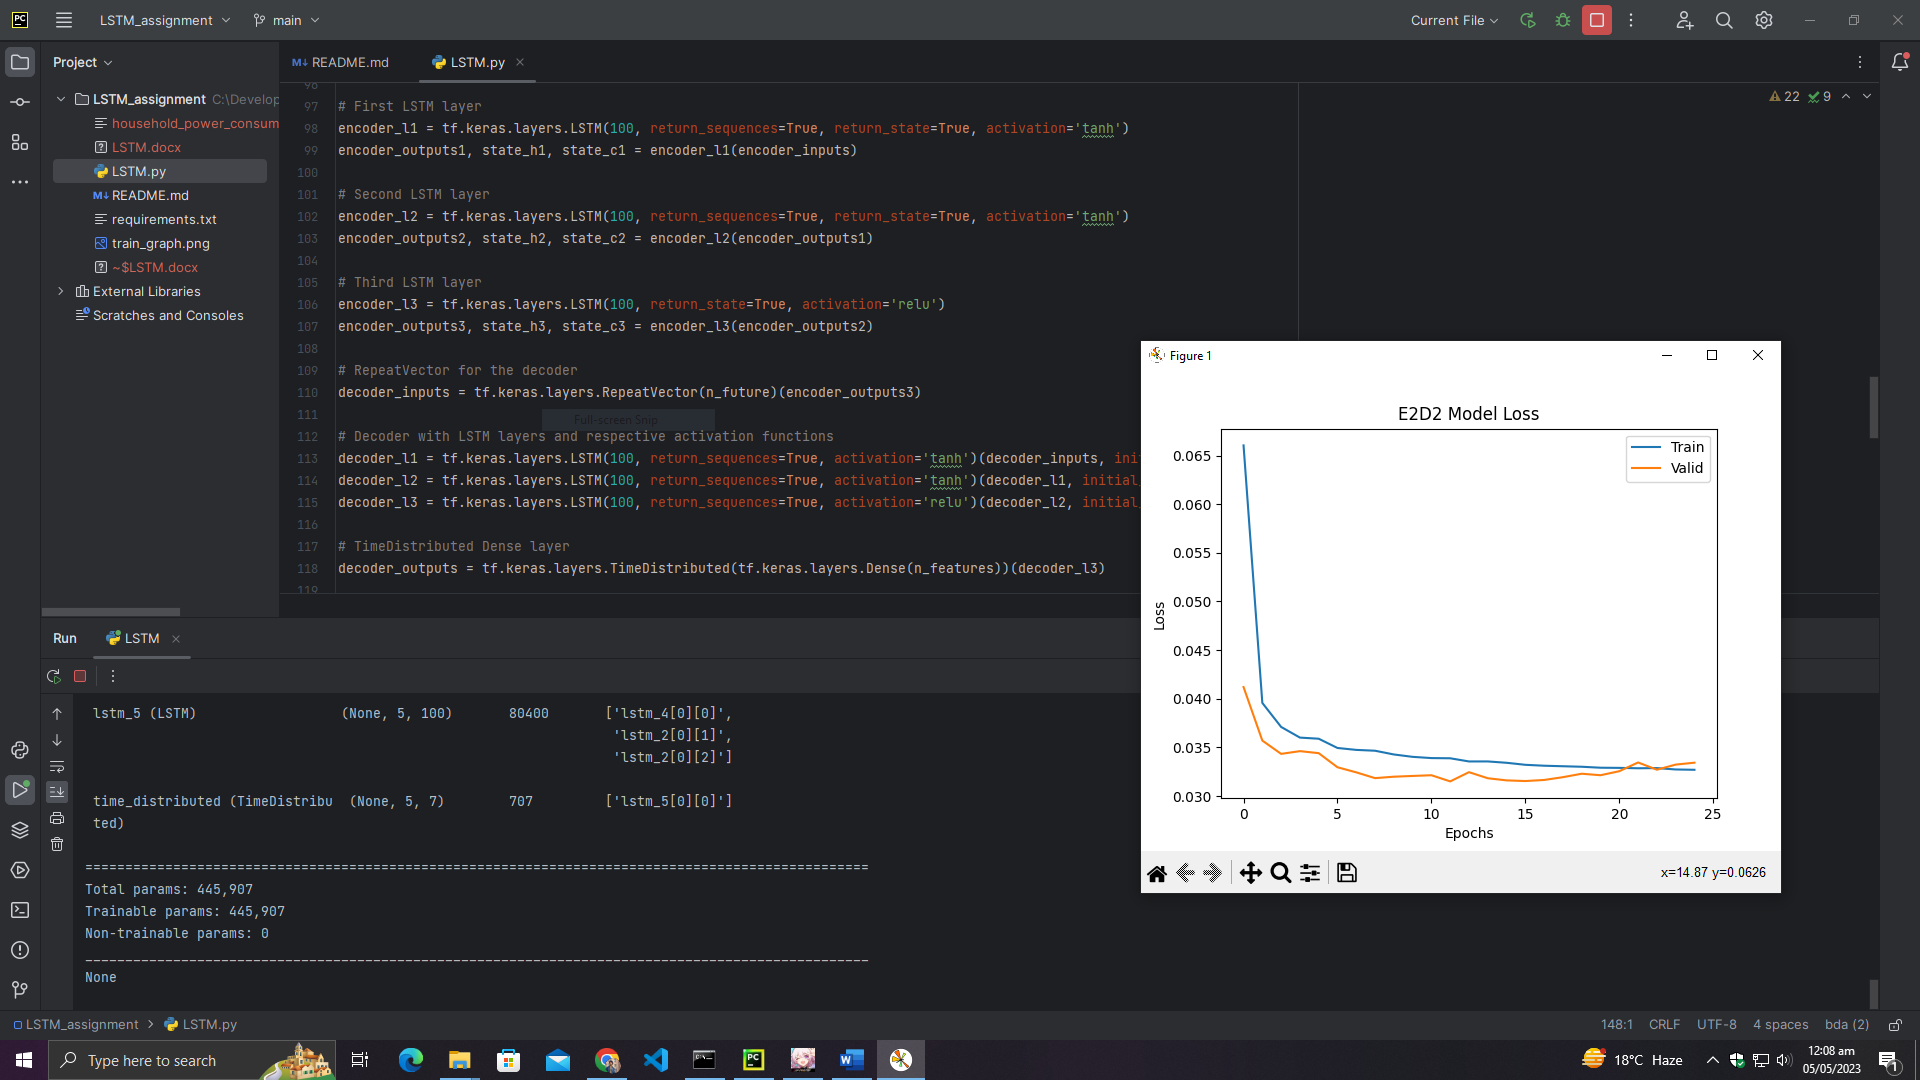 PC
LSTM_assignment
main
Current File
Project
README.md
LSTM.py
LSTM_assignment C:\Develop
household_power_consum
LSTM.docx
LSTM.py
README.md
requirements.txt
train_graph.png
~$LSTM.docx
External Libraries
Scratches and Consoles
22 9
96
97 # First LSTM layer
98 encoder_l1 = tf.keras.layers.LSTM(100, return_sequences=True, return_state=True, activation='tanh')
99 encoder_outputs1, state_h1, state_c1 = encoder_l1(encoder_inputs)
100
101 # Second LSTM layer
102 encoder_l2 = tf.keras.layers.LSTM(100, return_sequences=True, return_state=True, activation='tanh')
103 encoder_outputs2, state_h2, state_c2 = encoder_l2(encoder_outputs1)
104
105 # Third LSTM layer
106 encoder_l3 = tf.keras.layers.LSTM(100, return_state=True, activation='relu')
107 encoder_outputs3, state_h3, state_c3 = encoder_l3(encoder_outputs2)
108
109 # RepeatVector for the decoder
110 decoder_inputs = tf.keras.layers.RepeatVector(n_future)(encoder_outputs3)
111
Full-screen Snip
112 # Decoder with LSTM layers and respective activation functions
113 decoder_l1 = tf.keras.layers.LSTM(100, return_sequences=True, activation='tanh')(decoder_inputs, ini
114 decoder_l2 = tf.keras.layers.LSTM(100, return_sequences=True, activation='tanh')(decoder_l1, initial
115 decoder_l3 = tf.keras.layers.LSTM(100, return_sequences=True, activation='relu')(decoder_l2, initial
116
117 # TimeDistributed Dense layer
118 decoder_outputs = tf.keras.layers.TimeDistributed(tf.keras.layers.Dense(n_features))(decoder_l3)
119
Figure 1
E2D2 Model Loss
Train
Valid
0.065
0.060
0.055
0.050
0.045
0.040
0.035
0.030
Loss
0 5 10 15 20 25
Epochs
x=14.87 y=0.0626
Run
LSTM
lstm_5 (LSTM) (None, 5, 100) 80400 ['lstm_4[0][0]',
'lstm_2[0][1]',
'lstm_2[0][2]']
time_distributed (TimeDistribu (None, 5, 7) 707 ['lstm_5[0][0]']
ted)
==================================================================================================
Total params: 445,907
Trainable params: 445,907
Non-trainable params: 0
__________________________________________________________________________________________________
None
LSTM_assignment > LSTM.py
148:1 CRLF UTF-8 4 spaces bda (2)
Type here to search
PC
18°C Haze
12:08 am
05/05/2023
1